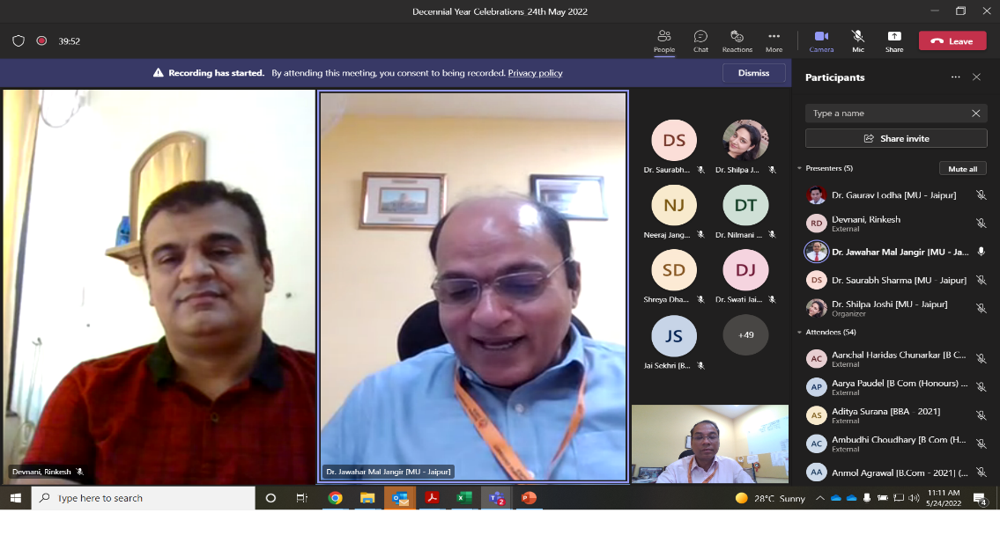 Decennial Year Celebrations_24th May 2022
39:52
People
Chat
Reactions
More
Camera
Mic
Share
Leave
Recording has started. By attending this meeting, you consent to being recorded. Privacy policy
Dismiss
Devnani, Rinkesh
Dr. Jawahar Mal Jangir [MU - Jaipur]
DS
Dr. Saurabh...
Dr. Shilpa J...
NJ
Neeraj Jang...
DT
Dr. Nilmani ...
SD
Shreya Dha...
DJ
Dr. Swati Jai...
JS
Jai Sekhri [B...
+49
Participants
Type a name
Share invite
Presenters (5)
Mute all
Dr. Gaurav Lodha [MU - Jaipur]
RD
Devnani, Rinkesh
External
Dr. Jawahar Mal Jangir [MU - Ja...
DS
Dr. Saurabh Sharma [MU - Jaipur]
Dr. Shilpa Joshi [MU - Jaipur]
Organizer
Attendees (54)
AC
Aanchal Haridas Chunarkar [B C...
External
AP
Aarya Paudel [B Com (Honours) ...
External
AS
Aditya Surana [BBA - 2021]
External
AC
Ambudhi Choudhary [B Com (H...
External
AA
Anmol Agrawal [B.Com - 2021] (...
Type here to search
2
28°C Sunny
11:11 AM
5/24/2022
4